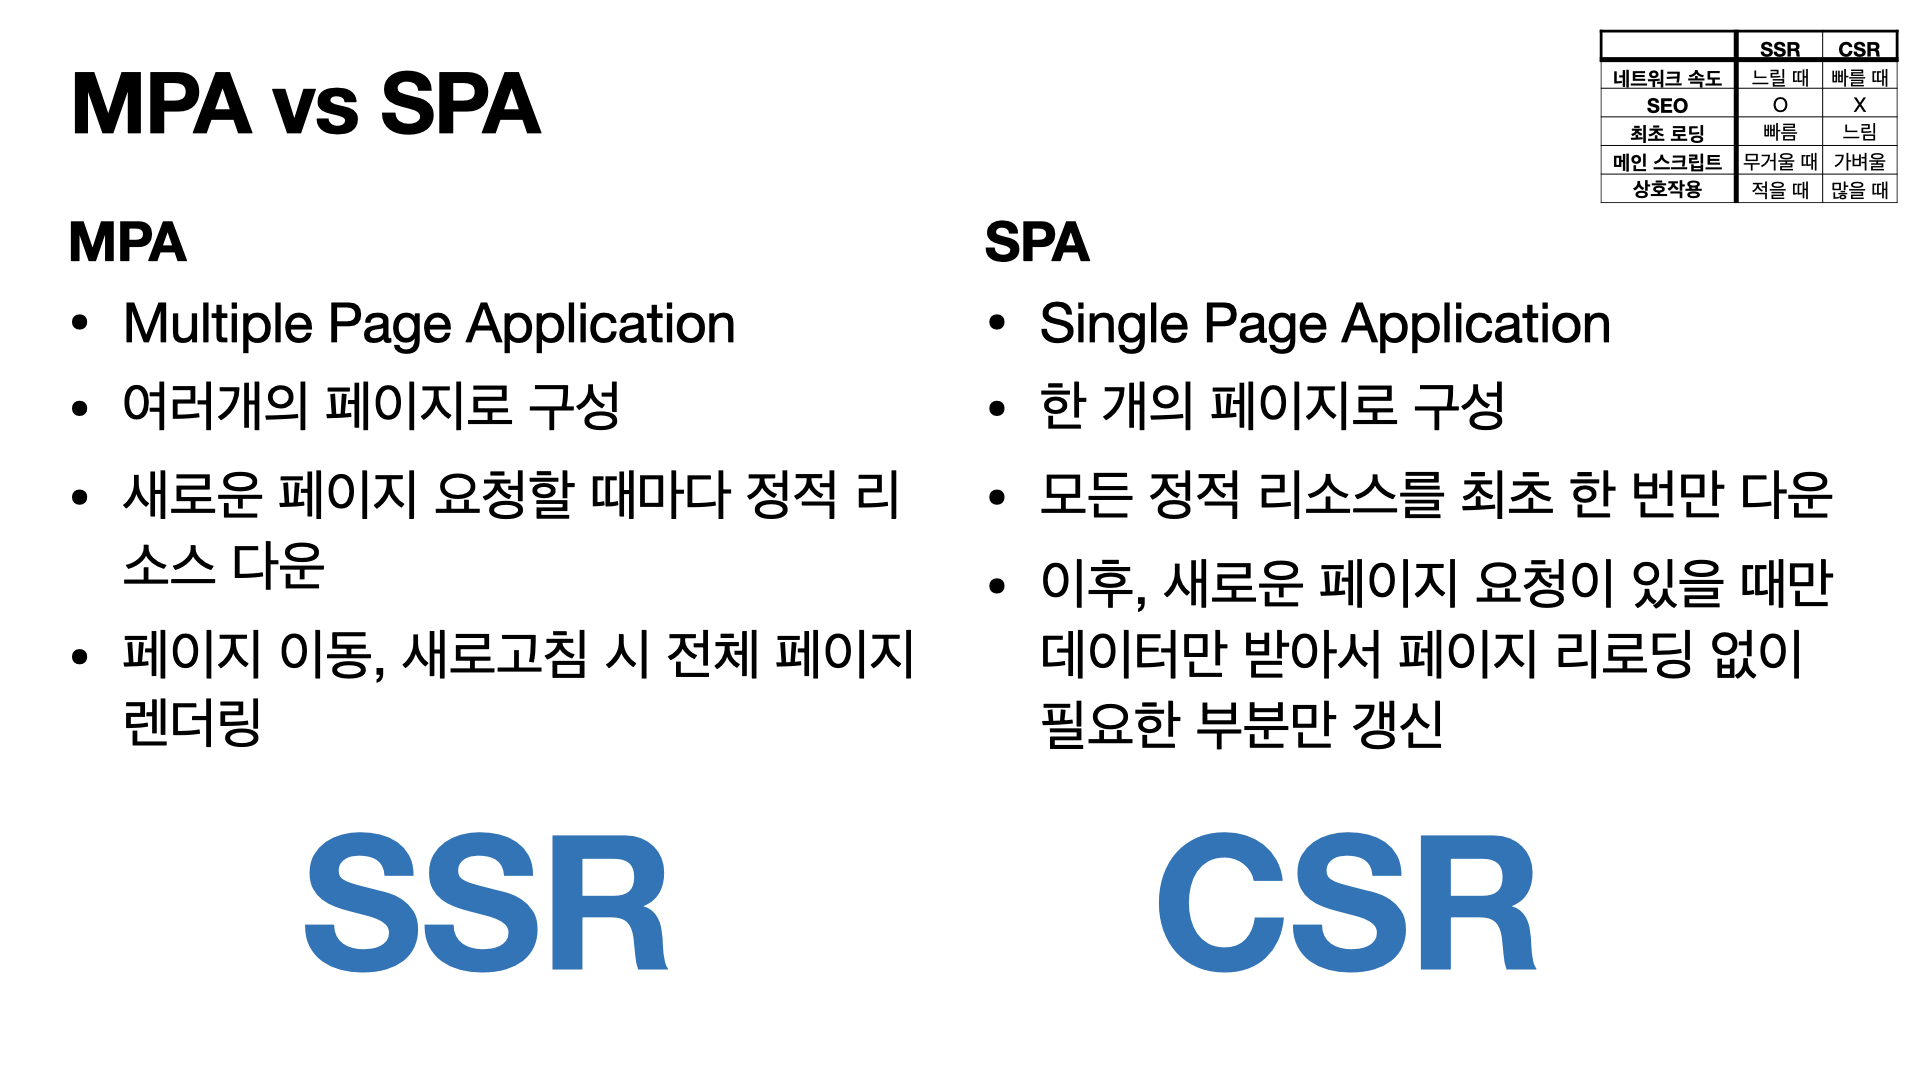 MPA vs SPA
SSR CSR
네트워크 속도 느릴 때 빠를 때
SEO O X
최초 로딩 빠름 느림
메인 스크립트 무거울 때 가벼울
상호작용 적을 때 많을 때
MPA
• Multiple Page Application
• 여러개의 페이지로 구성
• 새로운 페이지 요청할 때마다 정적 리
소스 다운
• 페이지 이동, 새로고침 시 전체 페이지
렌더링
SSR
SPA
• Single Page Application
• 한 개의 페이지로 구성
• 모든 정적 리소스를 최초 한 번만 다운
• 이후, 새로운 페이지 요청이 있을 때만
데이터만 받아서 페이지 리로딩 없이
필요한 부분만 갱신
CSR